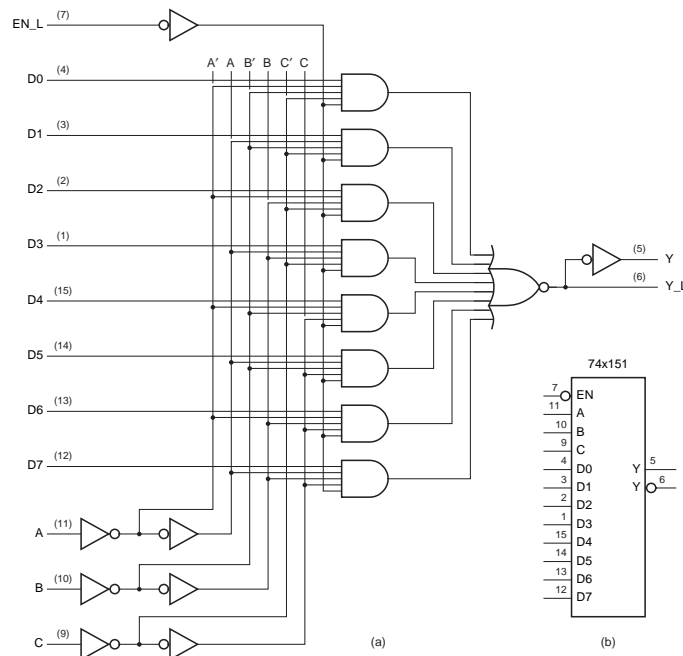 EN_L (7)
A′ A B′ B C′ C
D0 (4)
D1 (3)
D2 (2)
D3 (1)
D4 (15)
D5 (14)
D6 (13)
D7 (12)
A (11)
B (10)
C (9)
(5) Y
(6) Y_L
(a)
74x151
7 EN
11 A
10 B
9 C
4 D0 Y 5
3 D1 Y 6
2 D2
1 D3
15 D4
14 D5
13 D6
12 D7
(b)